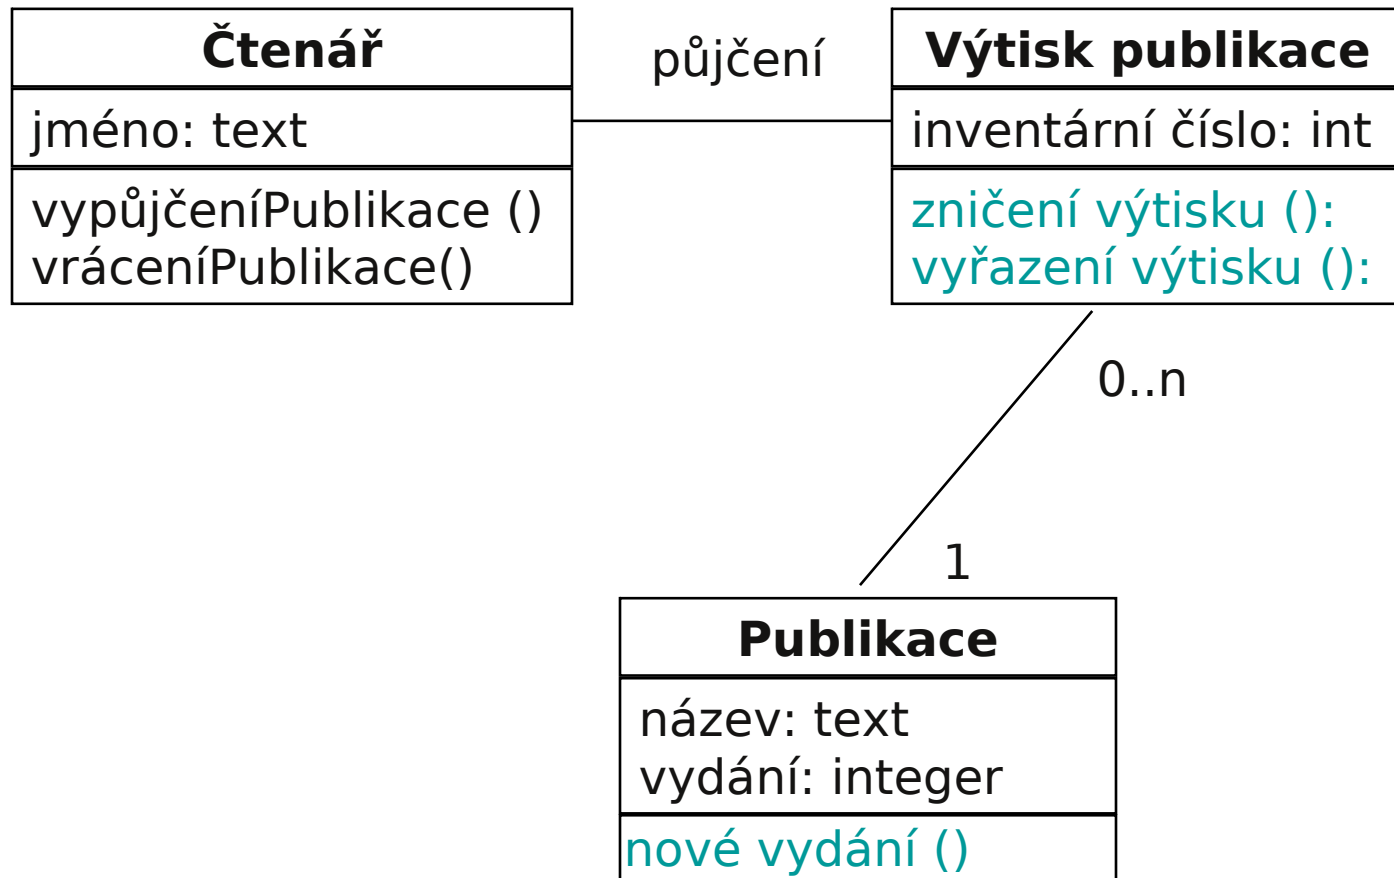 Čtenář
jméno: text
vypůjčeníPublikace ()
vráceníPublikace()
půjčení
Výtisk publikace
inventární číslo: int
zničení výtisku ():
vyřazení výtisku ():
0..n
1
Publikace
název: text
vydání: integer
nové vydání ()